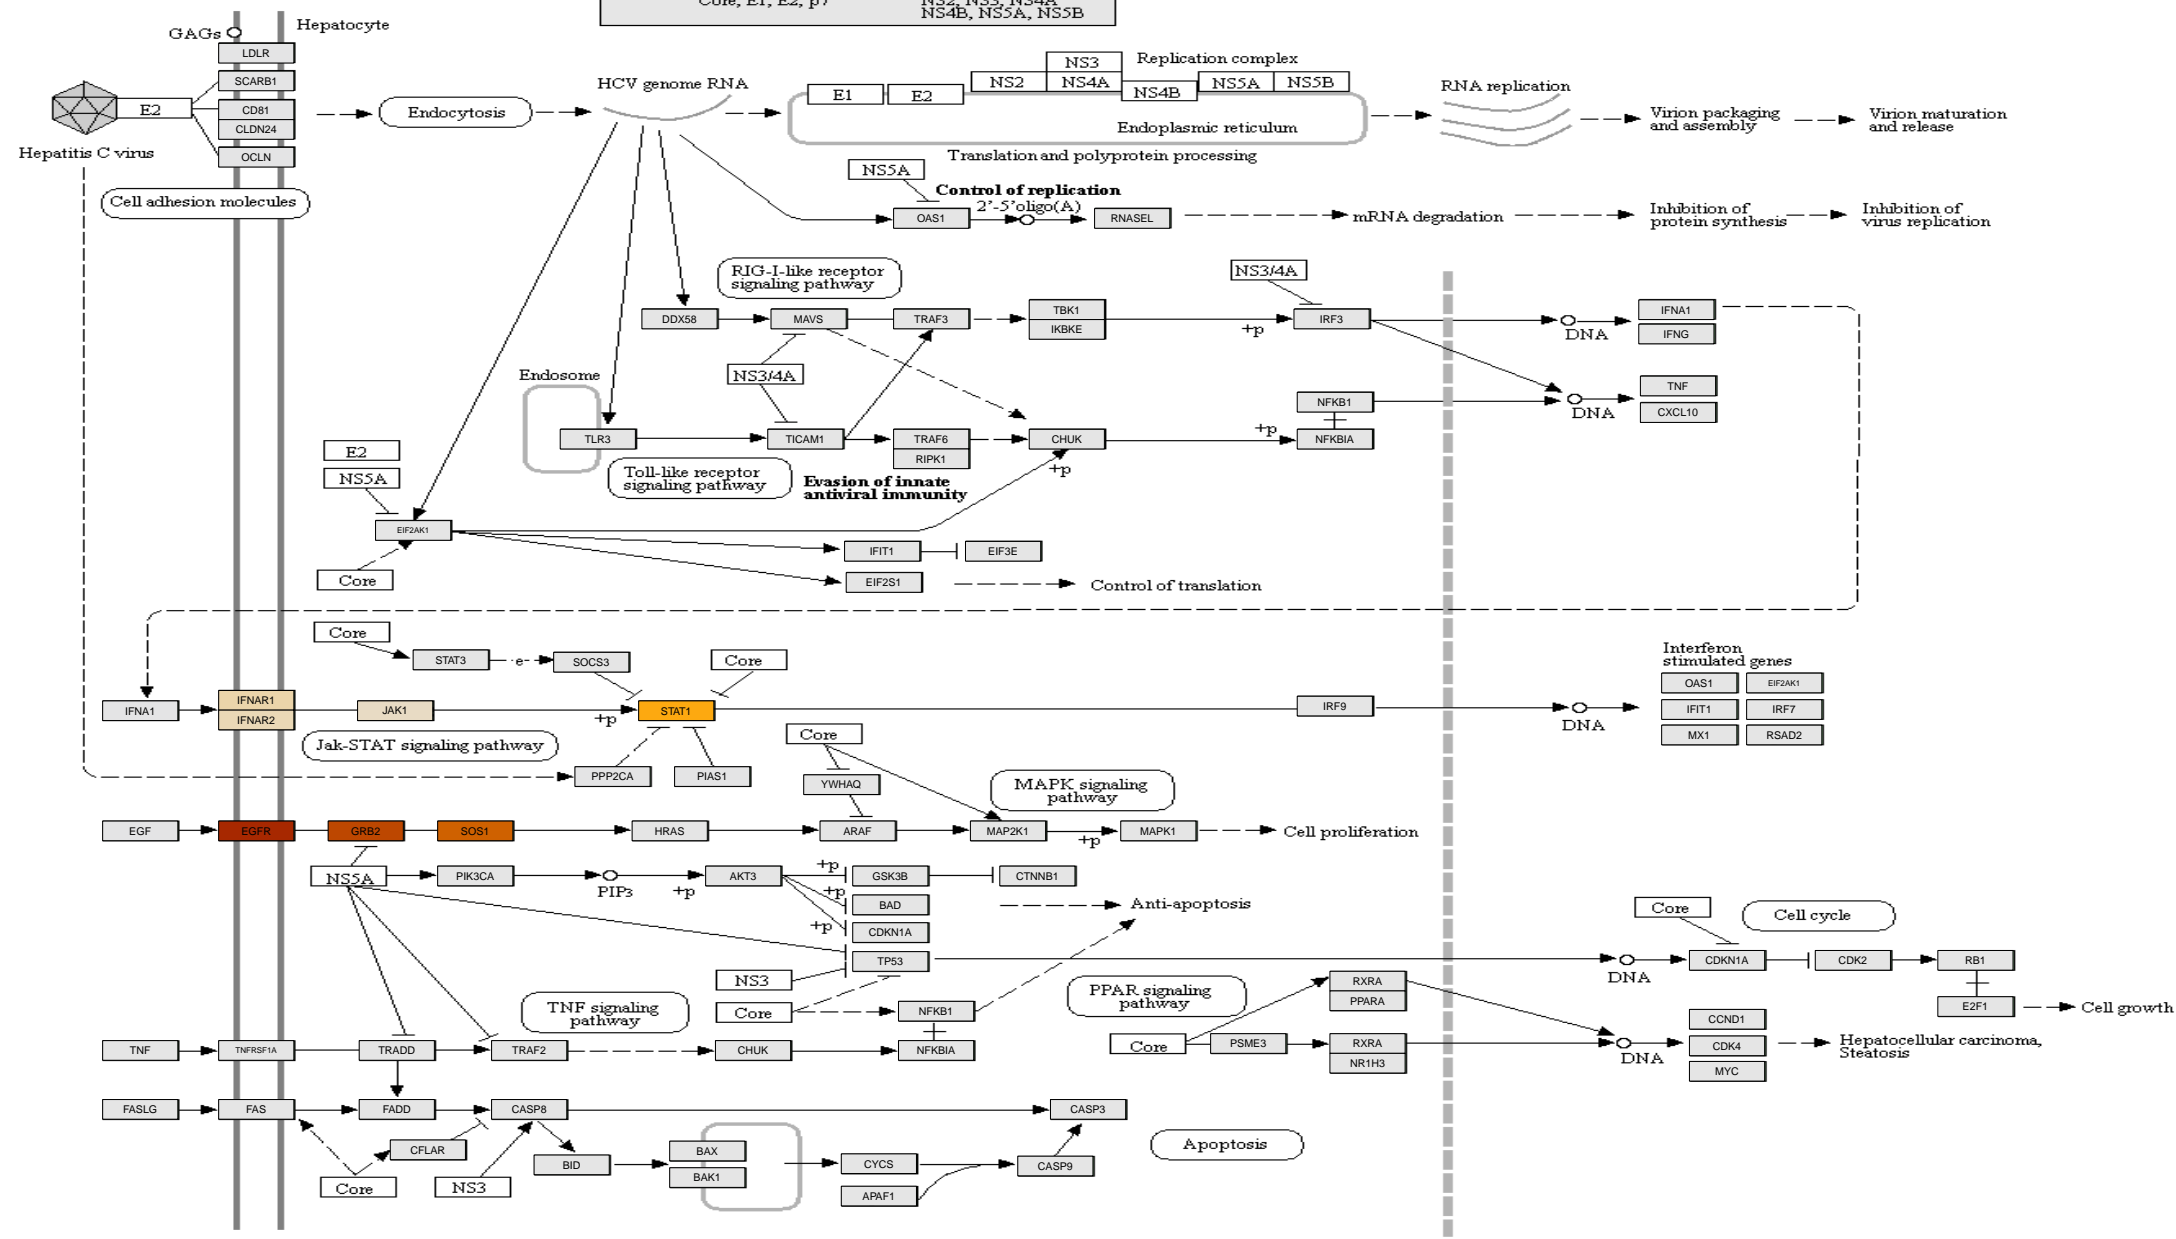 Core, E1, E2, p7
NS2, NS3, NS4A
NS4B, NS5A, NS5B
GAGs
Hepatocyte
LDLR
SCARB1
E2
CD81
CLDN24
OCLN
Hepatitis C virus
Cell adhesion molecules
Endocytosis
HCV genome RNA
E1
E2
NS2
NS3
NS4A
NS4B
NS5A
NS5B
Replication complex
Endoplasmic reticulum
Translation and polyprotein processing
RNA replication
Virion packaging
and assembly
Virion maturation
and release
NS5A
Control of replication
2'-5'oligo(A)
OAS1
RNASEL
mRNA degradation
Inhibition of
protein synthesis
Inhibition of
virus replication
RIG-I-like receptor
signaling pathway
NS3/4A
DDX58
MAVS
TRAF3
TBK1
IKBKE
+p
IRF3
DNA
IFNA1
IFNG
NS3/4A
Endosome
TNF
CXCL10
DNA
NFKB1
TLR3
TICAM1
TRAF6
RIPK1
CHUK
+p
NFKBIA
Toll-like receptor
signaling pathway
Evasion of innate
antiviral immunity
+p
E2
NS5A
EIF2AK1
Core
IFIT1
EIF3E
EIF2S1
Control of translation
Core
STAT3
e
SOCS3
Core
Interferon
stimulated genes
OAS1
EIF2AK1
IFIT1
IRF7
MX1
RSAD2
IFNA1
IFNAR1
IFNAR2
JAK1
+p
STAT1
IRF9
DNA
Jak-STAT signaling pathway
PPP2CA
PIAS1
Core
YWHAQ
MAPK signaling
pathway
EGF
EGFR
GRB2
SOS1
HRAS
ARAF
MAP2K1
+p
MAPK1
Cell proliferation
NS5A
PIK3CA
PIP3
+p
AKT3
+p
+p
+p
GSK3B
CTNNB1
BAD
CDKN1A
TP53
Anti-apoptosis
NS3
Core
NFKB1
Core
Cell cycle
DNA
CDKN1A
CDK2
RB1
E2F1
Cell growth
TNF signaling
pathway
PPAR signaling
pathway
RXRA
PPARA
Core
PSME3
RXRA
NR1H3
DNA
CCND1
CDK4
MYC
Hepatocellular carcinoma,
Steatosis
TNF
TNFRSF1A
TRADD
TRAF2
CHUK
NFKBIA
FASLG
FAS
FADD
CASP8
CASP3
CFLAR
Core
NS3
BID
BAX
BAK1
CYCS
APAF1
CASP9
Apoptosis